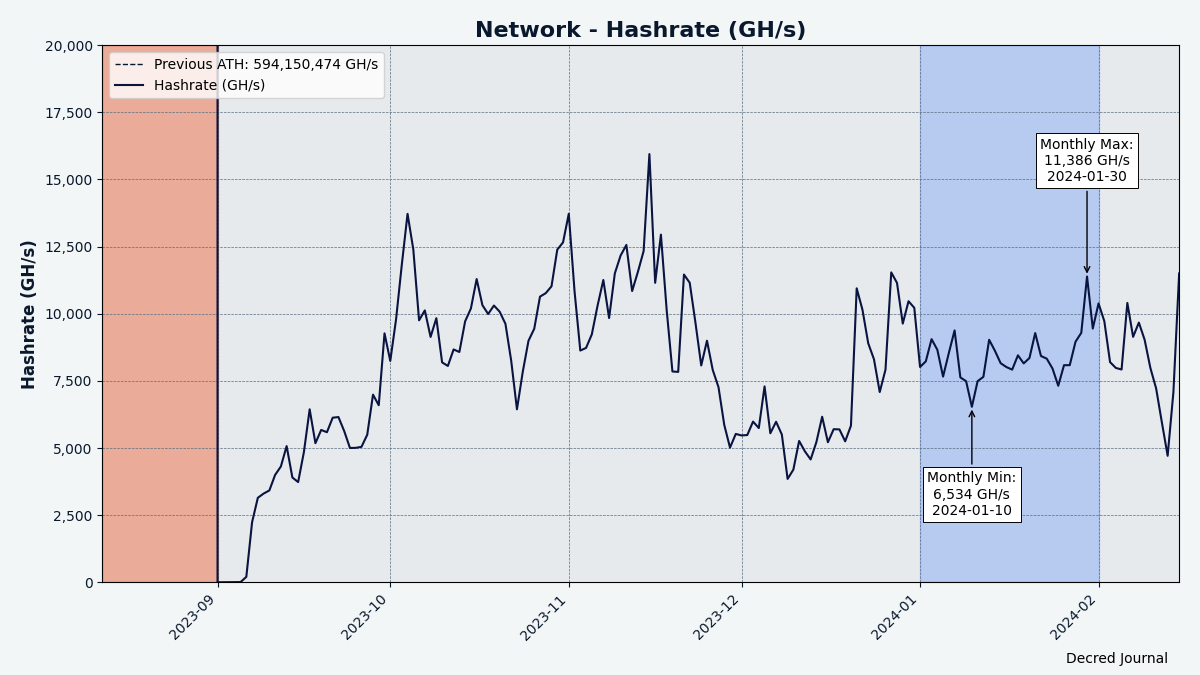 Network - Hashrate (GH/s)
Previous ATH: 594,150,474 GH/s
Hashrate (GH/s)
Hashrate (GH/s)
20,000
17,500
15,000
12,500
10,000
7,500
5,000
2,500
0
Monthly Max:
11,386 GH/s
2024-01-30
Monthly Min:
6,534 GH/s
2024-01-10
2023-09
2023-10
2023-11
2023-12
2024-01
2024-02
Decred Journal